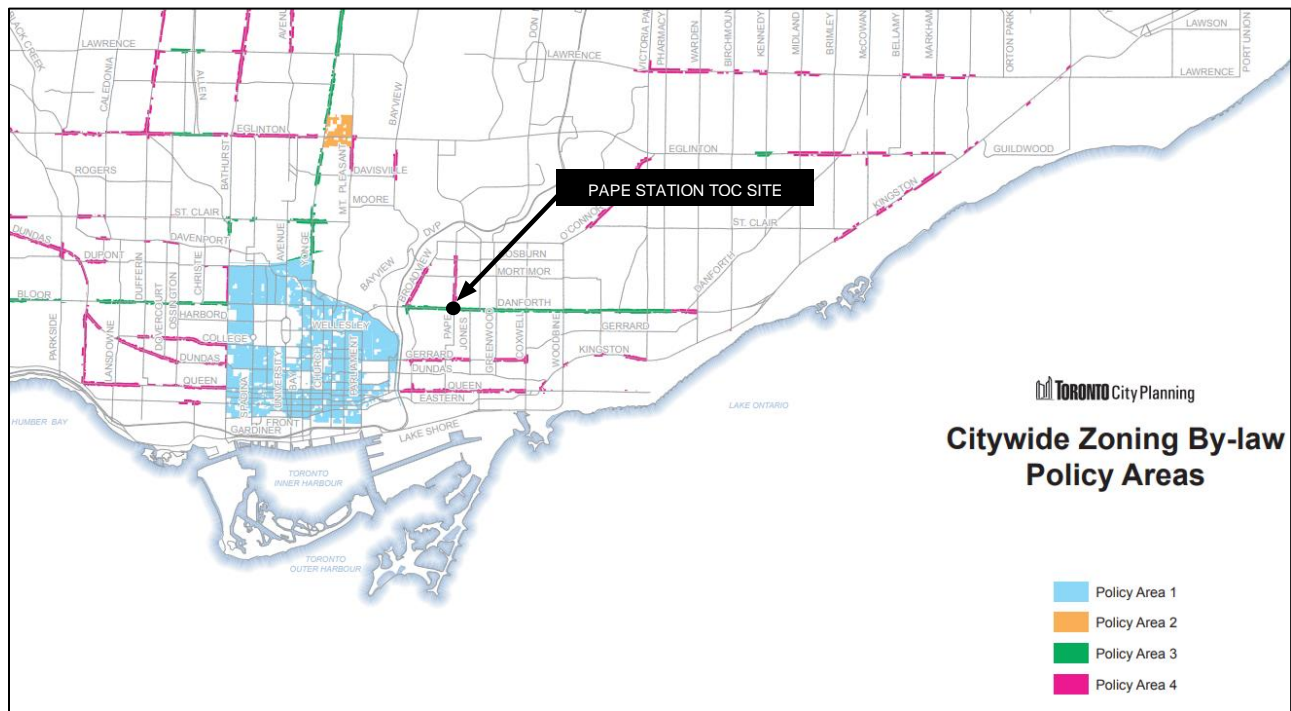 BLACK CREEK
LAWRENCE
CALEDONIA
ALLEN
AVENUE
DON
LAWRENCE
BAYVIEW
VICTORIA PARK
PHARMACY
WARDEN
BIRCHMOUNT
KENNEDY
MIDLAND
BRIMLEY
McCOWAN
BELLAMY
MARKHAM
ORTON PARK
LAWSON
PORT UNION
LAWRENCE
EGLINTON
BATHURST
ROGERS
MT. PLEASANT
DAVISVILLE
MOORE
EGLINTON
GUILDWOOD
PAPE STATION TOC SITE
KINGSTON
ST. CLAIR
DAVENPORT
DUNDAS
DUPONT
AVENUE
YONGE
DVP
O'CONNOR
ST. CLAIR
BAYVIEW
BROADVIEW
COSBURN
MORTIMOR
DANFORTH
BLOOR
DUFFERIN
DOVERCOURT
OSSINGTON
CHRISTIE
HARBORD
WELLESLEY
DANFORTH
PAPE
JONES
GREENWOOD
COXWELL
WOODBINE
GERRARD
PARKSIDE
LANSDOWNE
COLLEGE
DUNDAS
QUEEN
SPADINA
UNIVERSITY
BAY
CHURCH
PARLIAMENT
GERRARD
DUNDAS
QUEEN
EASTERN
KINGSTON
FRONT
GARDINER
LAKE SHORE
HUMBER BAY
LAKE ONTARIO
TORONTO
INNER HARBOUR
TORONTO
OUTER HARBOUR
TORONTO City Planning
Citywide Zoning By-law
Policy Areas
Policy Area 1
Policy Area 2
Policy Area 3
Policy Area 4